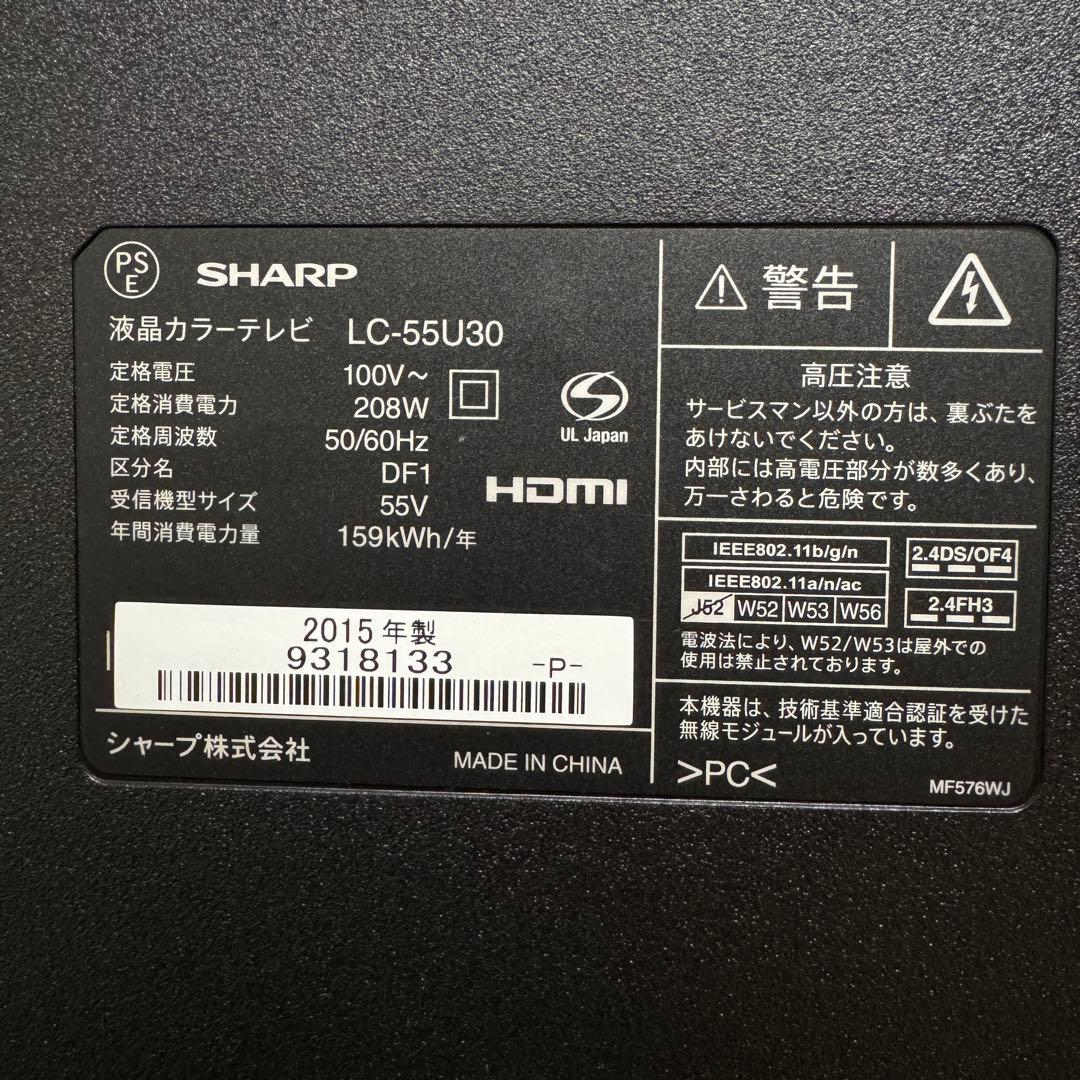 PS
E
SHARP
液晶カラーテレビ LC-55U30
定格電圧 100V～
定格消費電力 208W
定格周波数 50/60Hz
区分名 DF1
受信機型サイズ 55V
年間消費電力量 159kWh/年
UL Japan
HDMI
2015年製
9318133 -P-
シャープ株式会社
MADE IN CHINA
警告
高圧注意
サービスマン以外の方は、裏ぶたを
あけないでください。
内部には高電圧部分が数多くあり、
万一さわると危険です。
IEEE802.11b/g/n
IEEE802.11a/n/ac
J52 W52 W53 W56
2.4DS/OF4
2.4FH3
電波法により、W52/W53は屋外での
使用は禁止されております。
本機器は、技術基準適合認証を受けた
無線モジュールが入っています。
>PC<
MF576WJ